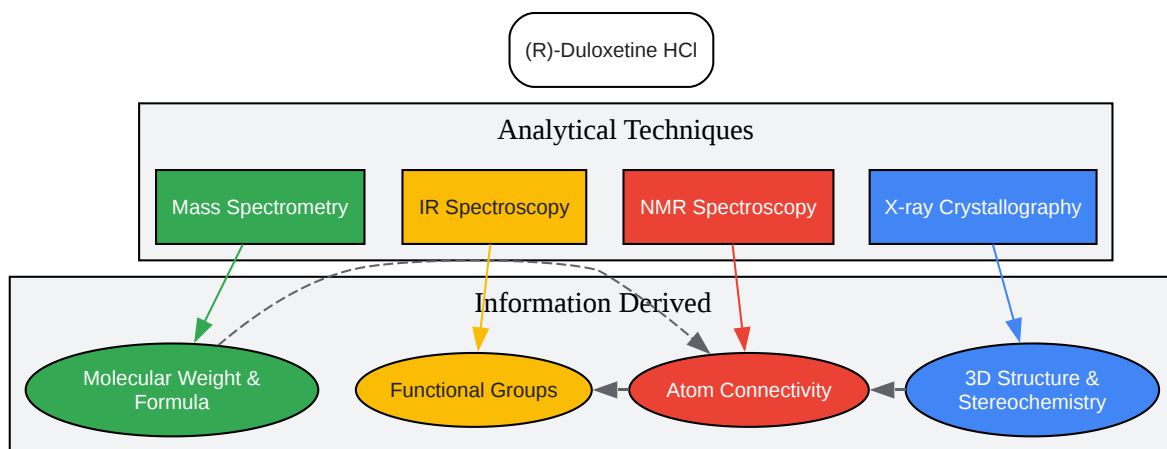 (R)-Duloxetine HCl
Analytical Techniques
Mass Spectrometry
IR Spectroscopy
NMR Spectroscopy
X-ray Crystallography
Information Derived
Molecular Weight &
Formula
Functional Groups
Atom Connectivity
3D Structure &
Stereochemistry